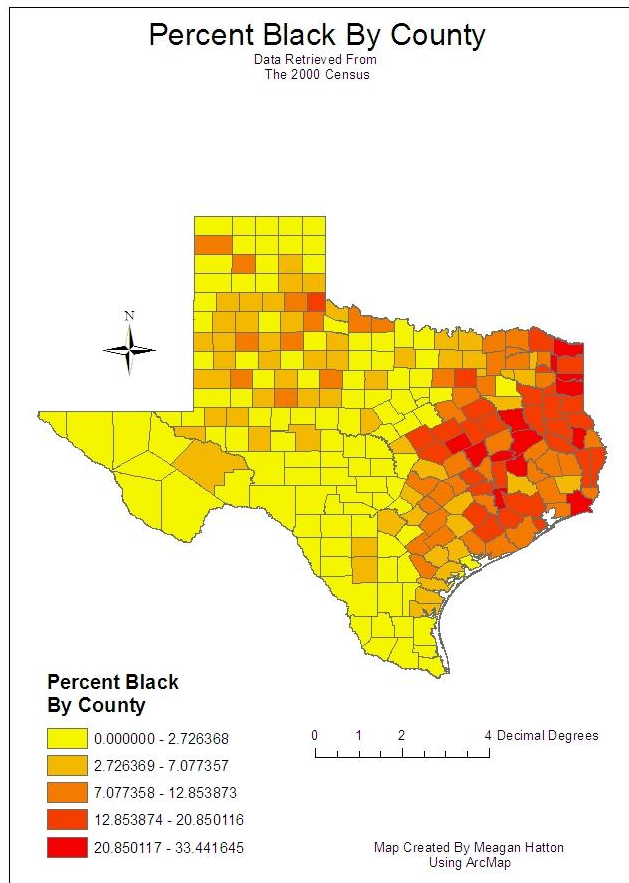 Percent Black By County
Data Retrieved From
The 2000 Census
N
Percent Black
By County
0.000000 - 2.726368
2.726369 - 7.077357
7.077358 - 12.853873
12.853874 - 20.850116
20.850117 - 33.441645
0 1 2 4 Decimal Degrees
Map Created By Meagan Hatton
Using ArcMap